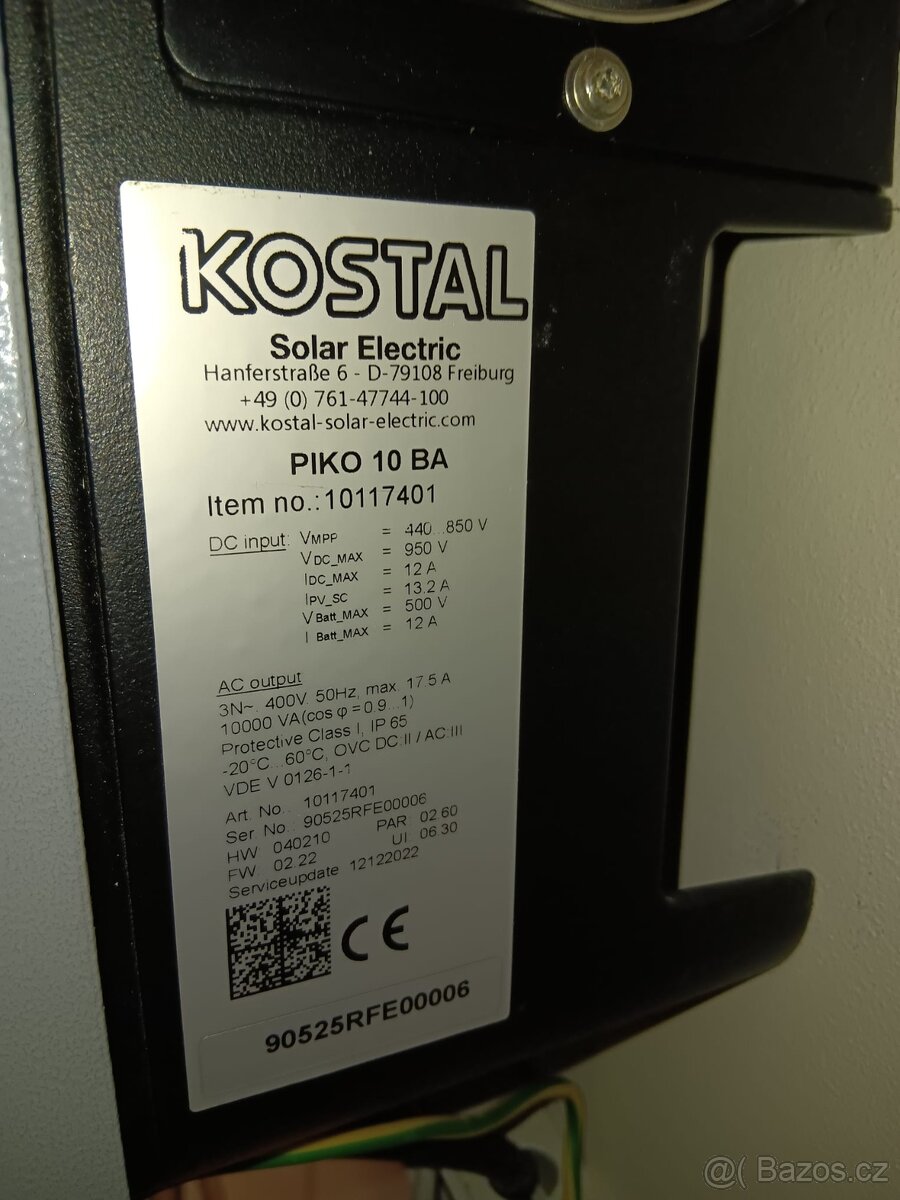 KOSTAL
Solar Electric
Hanferstraße 6 - D-79108 Freiburg
+49 (0) 761-47744-100
www.kostal-solar-electric.com
PIKO 10 BA
Item no.: 10117401
DC input: VMPP = 440...850 V
VDC_MAX = 950 V
IDC_MAX = 12 A
IPV_SC = 13.2 A
VBatt_MAX = 500 V
I Batt_MAX = 12 A
AC output
3N~, 400V, 50Hz, max. 17.5 A
10000 VA(cos φ = 0.9...1)
Protective Class I, IP 65
-20°C...60°C, OVC DC:II / AC:III
VDE V 0126-1-1
Art. No.: 10117401
Ser. No.: 90525RFE00006
HW: 040210 PAR: 02.60
FW: 02.22 UI: 06.30
Serviceupdate 12122022
CE
90525RFE00006
@( Bazos.cz